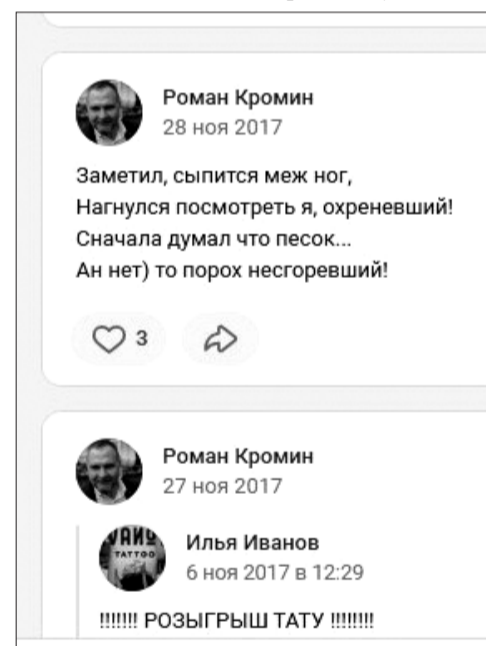 Роман Кромин
28 ноя 2017
Заметил, сыпится меж ног,
Нагнулся посмотреть я, охреневший!
Сначала думал что песок...
Ан нет) то порох несгоревший!
3
Роман Кромин
27 ноя 2017
TATTOO
Илья Иванов
6 ноя 2017 в 12:29
!!!!!!! РОЗЫГРЫШ ТАТУ !!!!!!!!